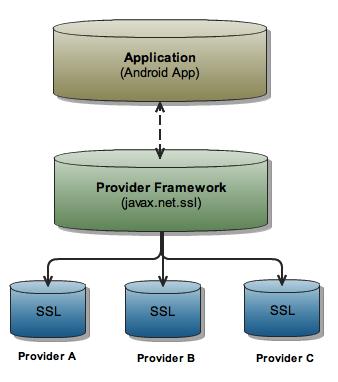 Application
(Android App)
Provider Framework
(javax.net.ssl)
SSL
SSL
SSL
Provider A
Provider B
Provider C